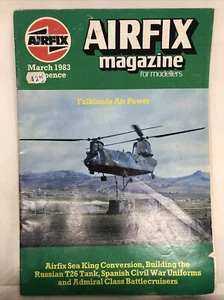 AIRFIX
AIRFIX
magazine
for modellers
March 1983
pence
Falklands Air Power
Airfix Sea King Conversion, Building the
Russian T26 Tank, Spanish Civil War Uniforms
and Admiral Class Battlecruisers